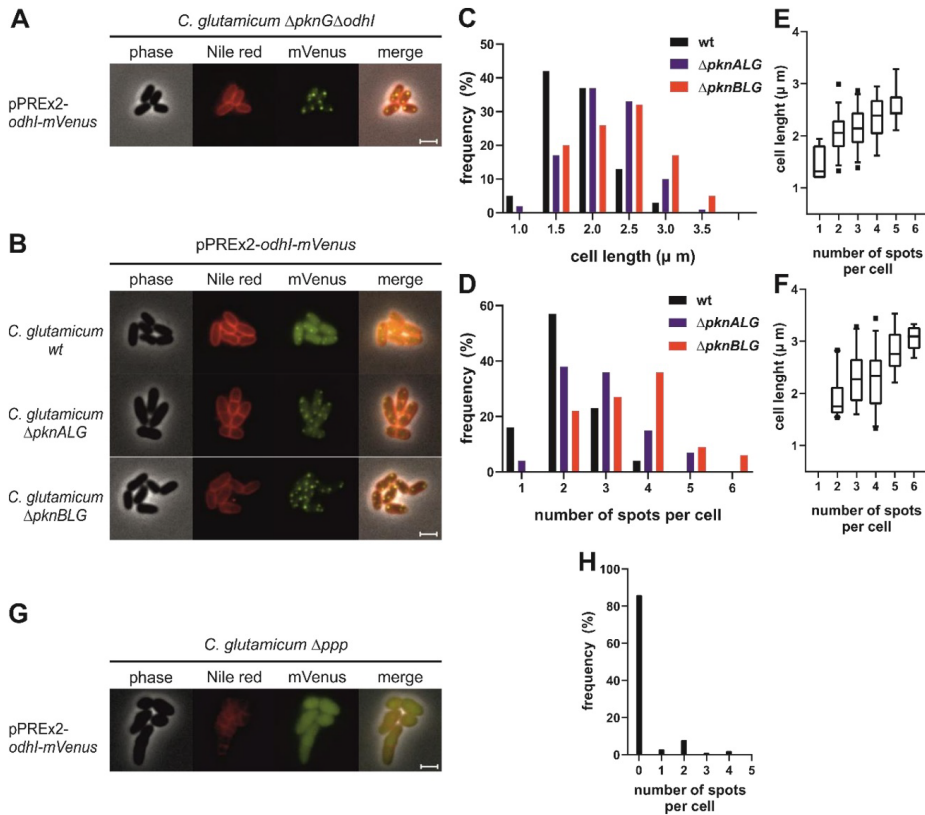 A
C. glutamicum ΔpknGΔodhI
phase Nile red mVenus merge
pPREx2-
odhI-mVenus
B
pPREx2-odhI-mVenus
phase Nile red mVenus merge
C. glutamicum
wt
C. glutamicum
ΔpknALG
C. glutamicum
ΔpknBLG
G
C. glutamicum Δppp
phase Nile red mVenus merge
pPREx2-
odhI-mVenus
C
wt
ΔpknALG
ΔpknBLG
frequency (%)
50
40
30
20
10
0
1.0 1.5 2.0 2.5 3.0 3.5
cell length (μ m)
D
wt
ΔpknALG
ΔpknBLG
frequency (%)
60
40
20
0
1 2 3 4 5 6
number of spots per cell
E
cell lenght (μ m)
4
3
2
1
1 2 3 4 5 6
number of spots
per cell
F
cell lenght (μ m)
4
3
2
1
1 2 3 4 5 6
number of spots
per cell
H
frequency (%)
100
80
60
40
20
0
0 1 2 3 4 5
number of spots
per cell